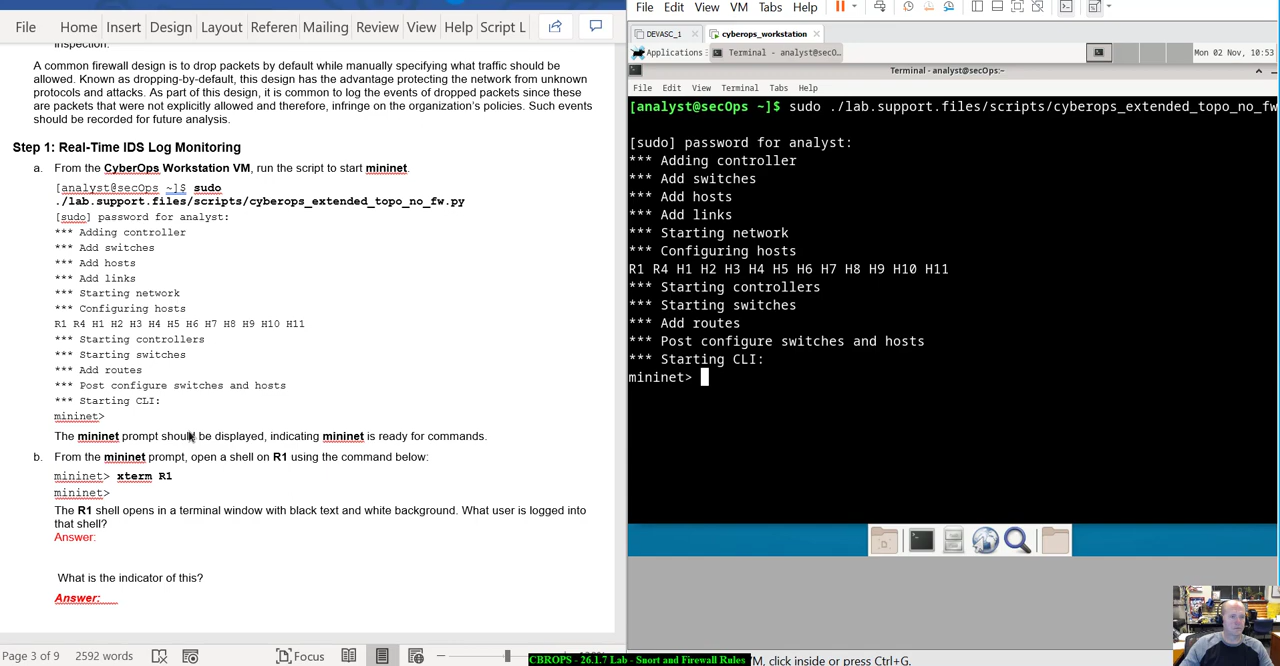 File Home Insert Design Layout Referen Mailing Review View Help Script L
inspection.
A common firewall design is to drop packets by default while manually specifying what traffic should be
allowed. Known as dropping-by-default, this design has the advantage protecting the network from unknown
protocols and attacks. As part of this design, it is common to log the events of dropped packets since these
are packets that were not explicitly allowed and therefore, infringe on the organization's policies. Such events
should be recorded for future analysis.
Step 1: Real-Time IDS Log Monitoring
a. From the CyberOps Workstation VM, run the script to start mininet.
[analyst@secOps ~]$ sudo
./lab.support.files/scripts/cyberops_extended_topo_no_fw.py
[sudo] password for analyst:
*** Adding controller
*** Add switches
*** Add hosts
*** Add links
*** Starting network
*** Configuring hosts
R1 R4 H1 H2 H3 H4 H5 H6 H7 H8 H9 H10 H11
*** Starting controllers
*** Starting switches
*** Add routes
*** Post configure switches and hosts
*** Starting CLI:
mininet>
The mininet prompt should be displayed, indicating mininet is ready for commands.
b. From the mininet prompt, open a shell on R1 using the command below:
mininet> xterm R1
mininet>
The R1 shell opens in a terminal window with black text and white background. What user is logged into
that shell?
Answer:
What is the indicator of this?
Answer:
Page 3 of 9 2592 words Focus
File Edit View VM Tabs Help
DEVASC_1 cyberops_workstation
Applications Terminal - analyst@secO... Mon 02 Nov, 10:53
Terminal - analyst@secOps:~
File Edit View Terminal Tabs Help
[analyst@secOps ~]$ sudo ./lab.support.files/scripts/cyberops_extended_topo_no_fw
[sudo] password for analyst:
*** Adding controller
*** Add switches
*** Add hosts
*** Add links
*** Starting network
*** Configuring hosts
R1 R4 H1 H2 H3 H4 H5 H6 H7 H8 H9 H10 H11
*** Starting controllers
*** Starting switches
*** Add routes
*** Post configure switches and hosts
*** Starting CLI:
mininet>
CBROPS - 26.1.7 Lab - Snort and Firewall Rules
M, click inside or press Ctrl+G.